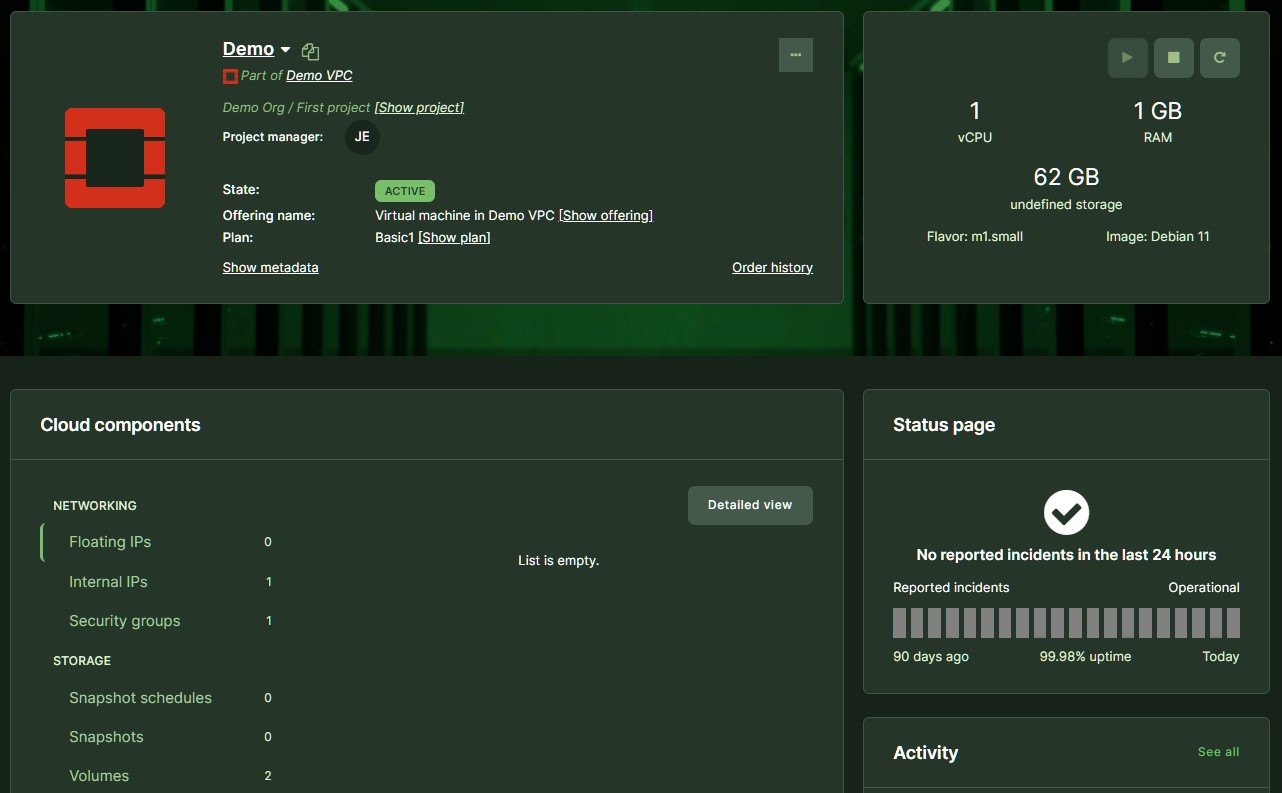 Demo
Part of Demo VPC
Demo Org / First project [Show project]
Project manager: JE
State: ACTIVE
Offering name: Virtual machine in Demo VPC [Show offering]
Plan: Basic1 [Show plan]
Show metadata Order history
1 1 GB
vCPU RAM
62 GB
undefined storage
Flavor: m1.small Image: Debian 11
Cloud components
NETWORKING
Detailed view
Floating IPs 0
List is empty.
Internal IPs 1
Security groups 1
STORAGE
Snapshot schedules 0
Snapshots 0
Volumes 2
Status page
No reported incidents in the last 24 hours
Reported incidents Operational
90 days ago 99.98% uptime Today
Activity See all